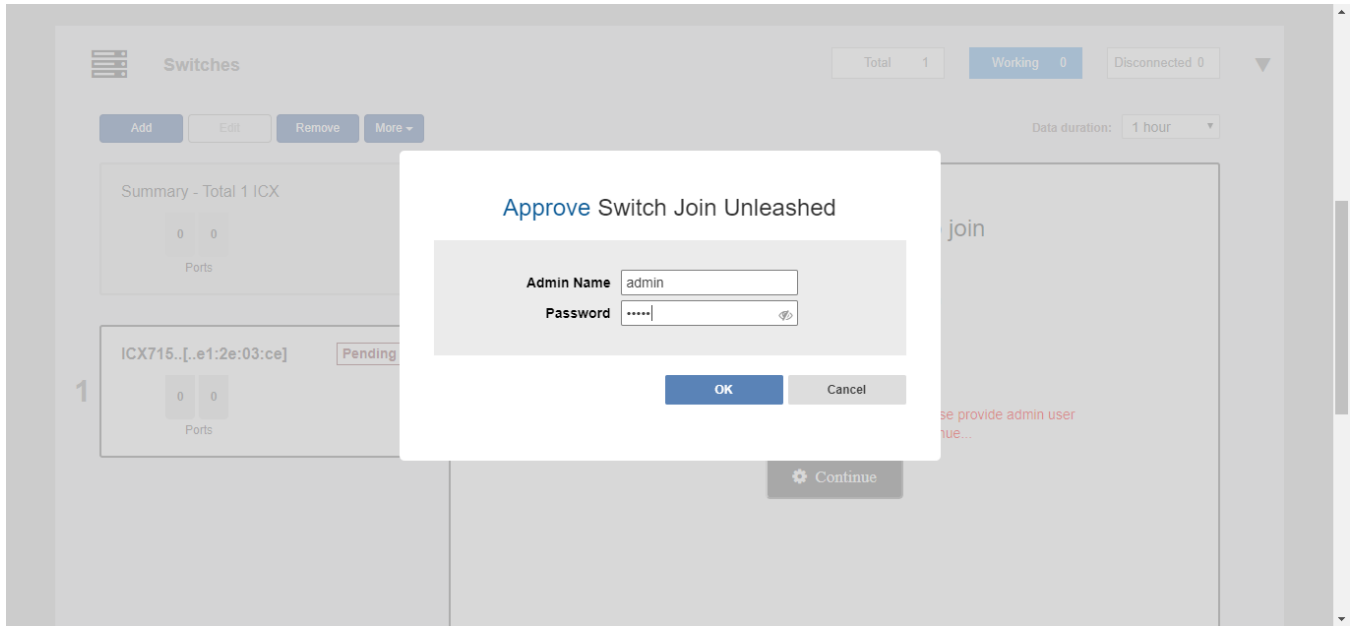 Switches
Total 1
Working 0
Disconnected 0
Add
Edit
Remove
More
Data duration: 1 hour
Summary - Total 1 ICX
0 0
Ports
Approve Switch Join Unleashed
join
Admin Name admin
Password •••••
ICX715..[..e1:2e:03:ce] Pending
1
0 0
Ports
OK
Cancel
provide admin user
Continue